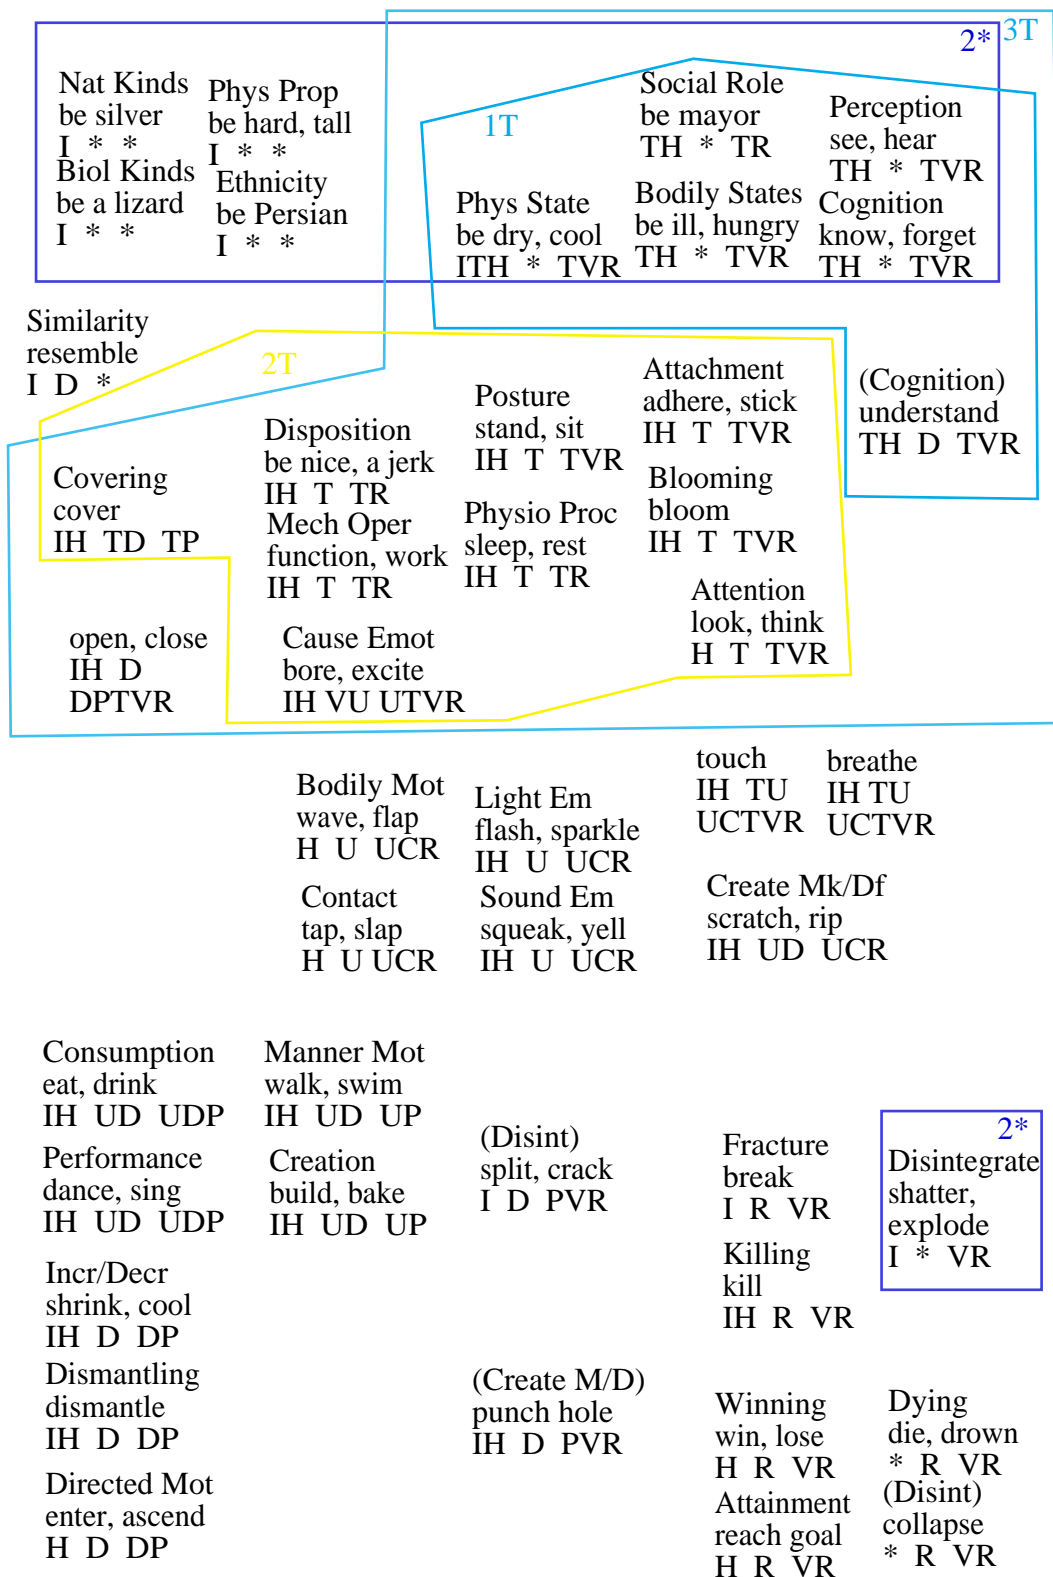 2*
3T
Nat Kinds
be silver
I * *
Phys Prop
be hard, tall
I * *
1T
Social Role
be mayor
TH * TR
Perception
see, hear
TH * TVR
Biol Kinds
be a lizard
I * *
Ethnicity
be Persian
I * *
Phys State
be dry, cool
ITH * TVR
Bodily States
be ill, hungry
TH * TVR
Cognition
know, forget
TH * TVR
Similarity
resemble
I D *
2T
Disposition
be nice, a jerk
IH T TR
Posture
stand, sit
IH T TVR
Attachment
adhere, stick
IH T TVR
(Cognition)
understand
TH D TVR
Covering
cover
IH TD TP
Mech Oper
function, work
IH T TR
Physio Proc
sleep, rest
IH T TR
Blooming
bloom
IH T TVR
Attention
look, think
H T TVR
open, close
IH D
DPTVR
Cause Emot
bore, excite
IH VU UTVR
Bodily Mot
wave, flap
H U UCR
Light Em
flash, sparkle
IH U UCR
touch
IH TU
UCTVR
breathe
IH TU
UCTVR
Contact
tap, slap
H U UCR
Sound Em
squeak, yell
IH U UCR
Create Mk/Df
scratch, rip
IH UD UCR
Consumption
eat, drink
IH UD UDP
Manner Mot
walk, swim
IH UD UP
Performance
dance, sing
IH UD UDP
Creation
build, bake
IH UD UP
(Disint)
split, crack
I D PVR
Fracture
break
I R VR
2*
Disintegrate
shatter,
explode
I * VR
Incr/Decr
shrink, cool
IH D DP
Killing
kill
IH R VR
Dismantling
dismantle
IH D DP
(Create M/D)
punch hole
IH D PVR
Winning
win, lose
H R VR
Dying
die, drown
* R VR
Directed Mot
enter, ascend
H D DP
Attainment
reach goal
H R VR
(Disint)
collapse
* R VR